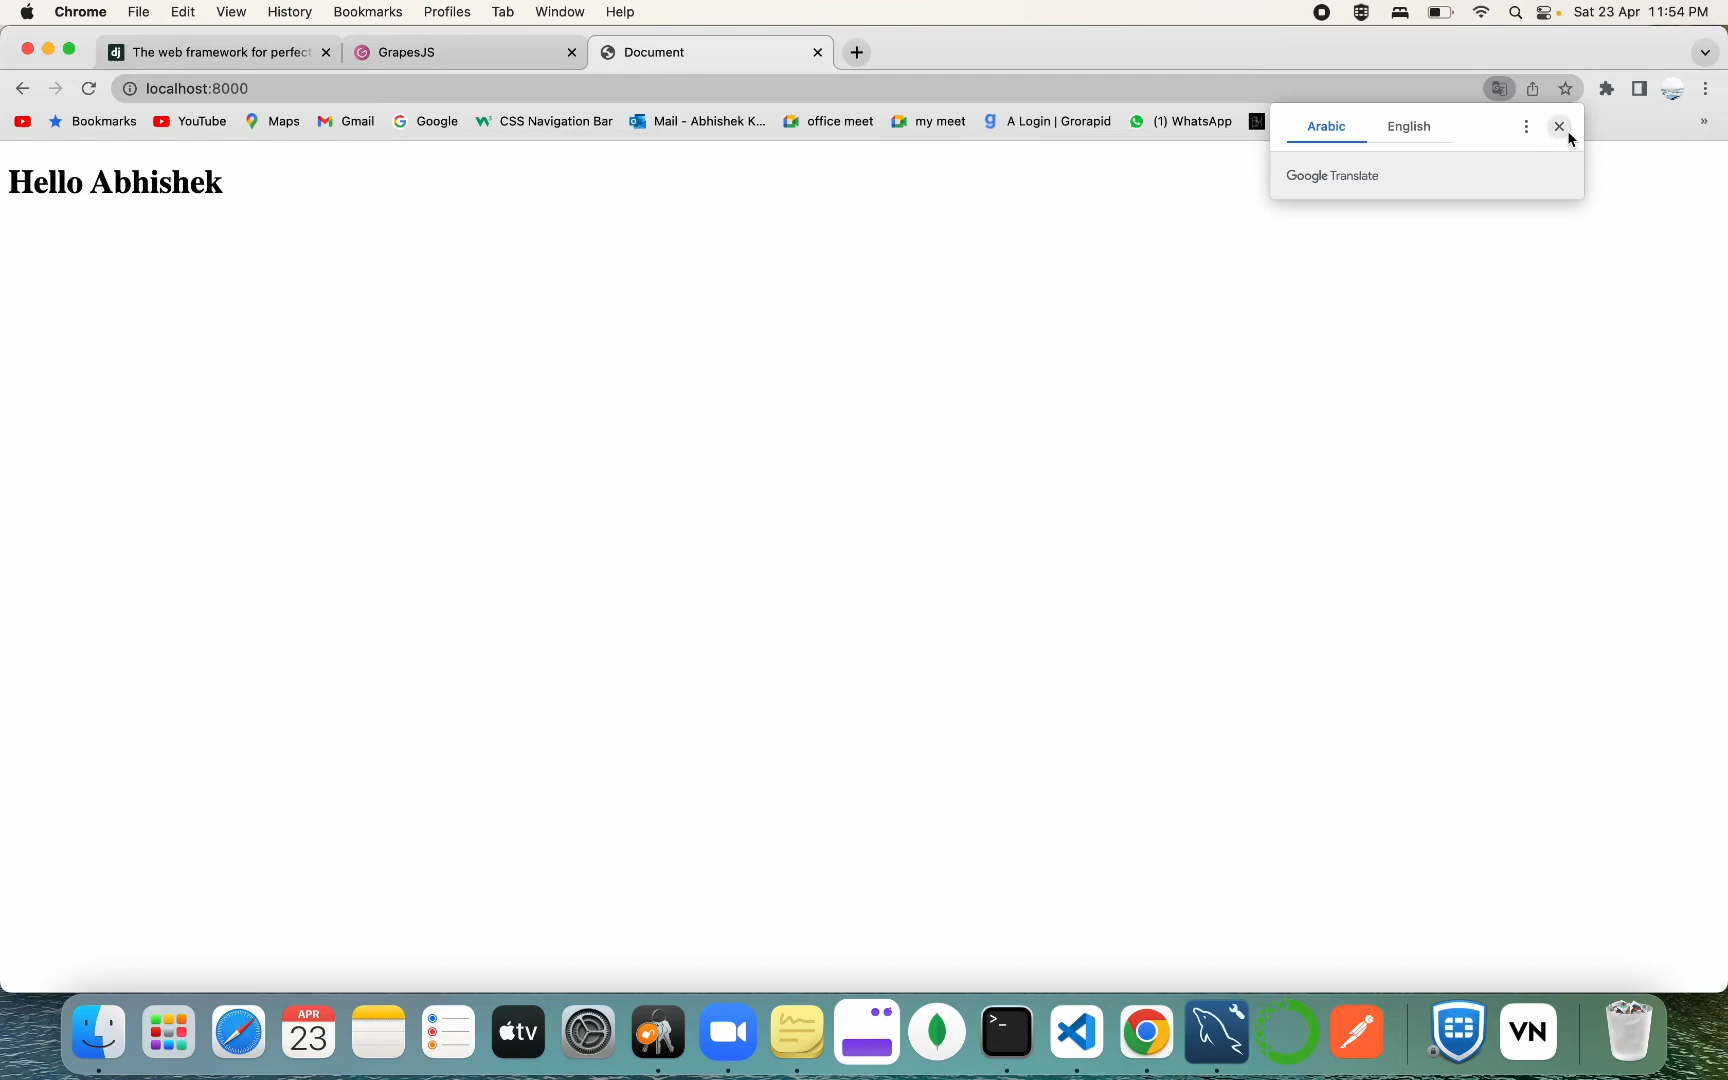 Chrome File Edit View History Bookmarks Profiles Tab Window Help Sat 23 Apr 11:54 PM
dj The web framework for perfect GrapesJS Document
localhost:8000
Bookmarks YouTube Maps Gmail Google CSS Navigation Bar Mail - Abhishek K... office meet my meet A Login | Grorapid (1) WhatsApp »
Arabic English
Google Translate
Hello Abhishek
APR
23
tv
>_
VN